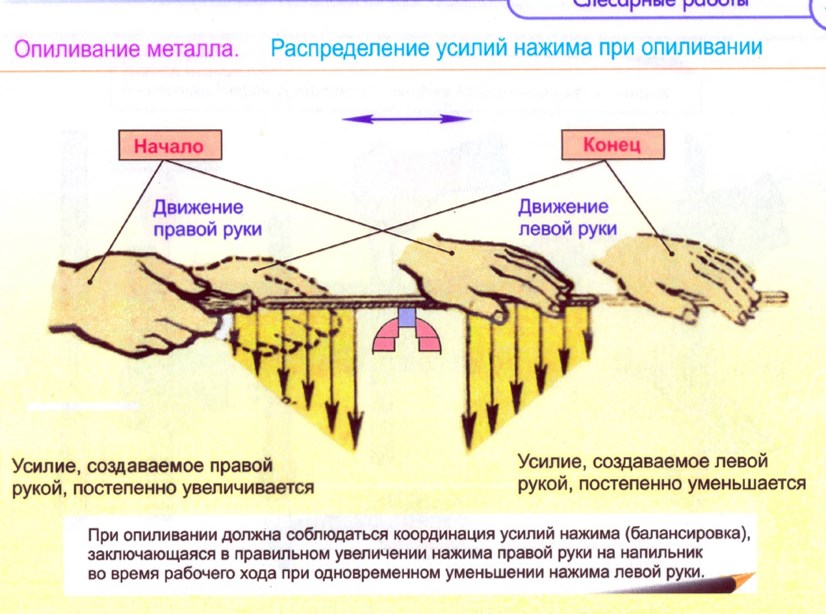 Слесарные работы
Опиливание металла. Распределение усилий нажима при опиливании
Начало
Конец
Движение
правой руки
Движение
левой руки
Усилие, создаваемое правой
рукой, постепенно увеличивается
Усилие, создаваемое левой
рукой, постепенно уменьшается
При опиливании должна соблюдаться координация усилий нажима (балансировка),
заключающаяся в правильном увеличении нажима правой руки на напильник
во время рабочего хода при одновременном уменьшении нажима левой руки.